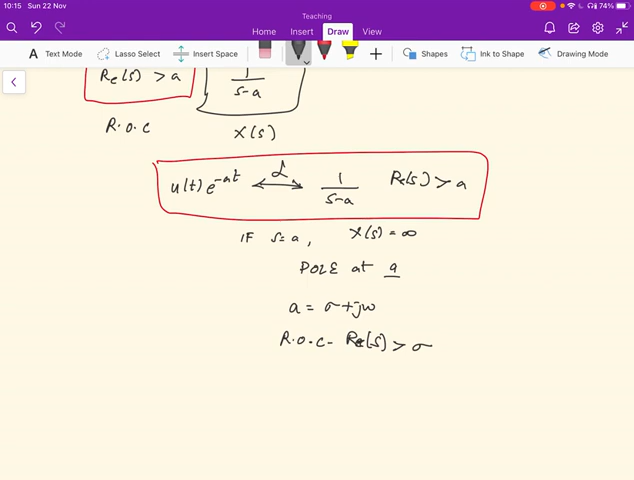 10:15 Sun 22 Nov
Teaching
74%
Home Insert Draw View
Text Mode Lasso Select Insert Space Shapes Ink to Shape Drawing Mode
Re(s) > a 1/(s-a)
R.O.C X(s)
u(t) e^-at ⟷ℒ 1/(s-a) Re(s) > a
IF s=a, X(s) = ∞
POLE at a
a = σ+jω
R.O.C - Re(s) > σ